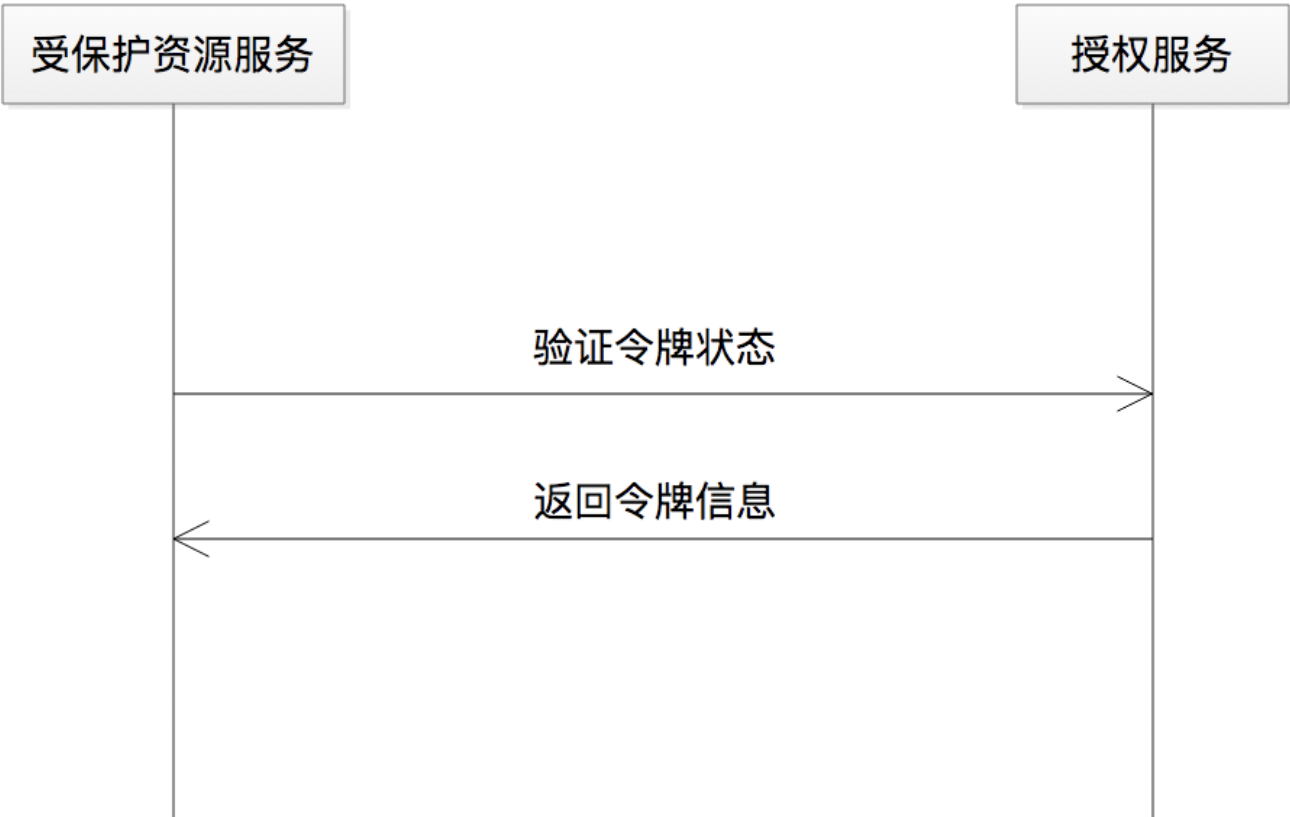 受保护资源服务
授权服务
验证令牌状态
返回令牌信息